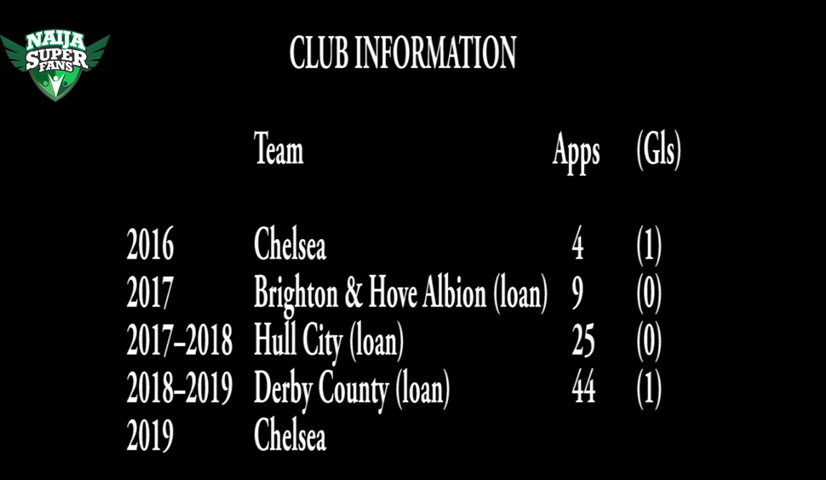 NAIJA
SUPER
FANS
CLUB INFORMATION
Team Apps (Gls)
2016 Chelsea 4 (1)
2017 Brighton & Hove Albion (loan) 9 (0)
2017–2018 Hull City (loan) 25 (0)
2018–2019 Derby County (loan) 44 (1)
2019 Chelsea